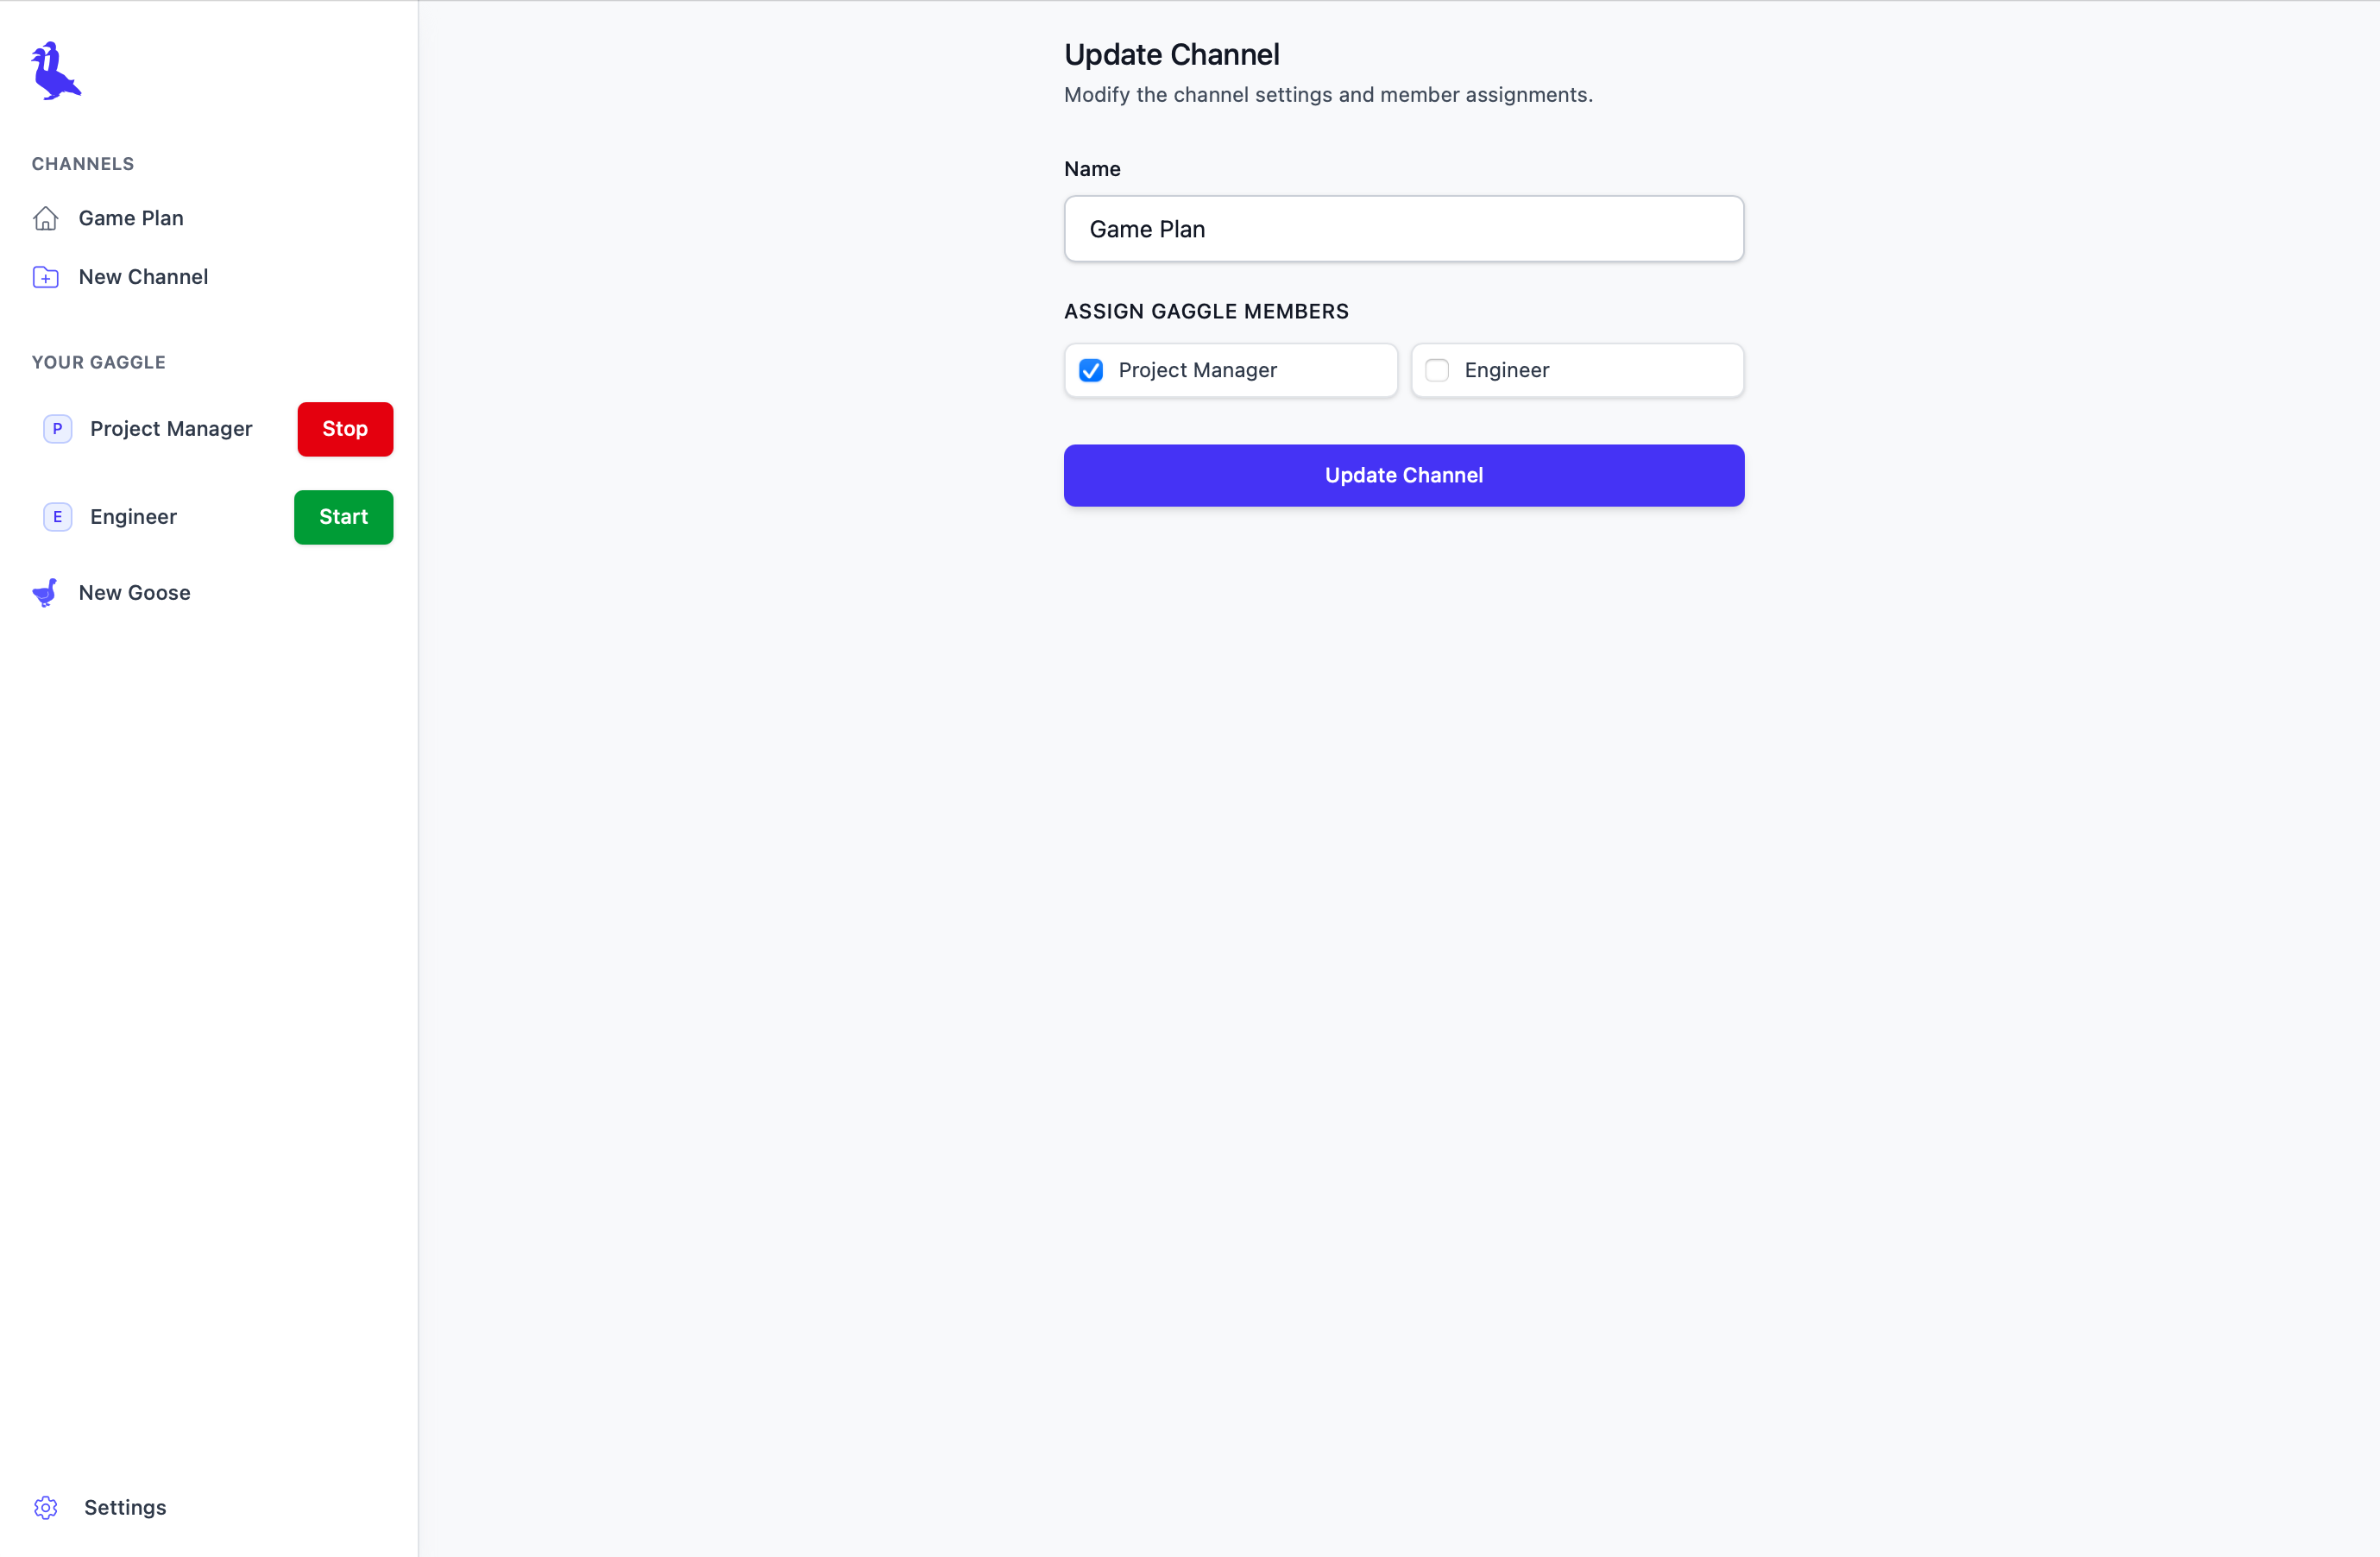 CHANNELS
Game Plan
New Channel
YOUR GAGGLE
P Project Manager Stop
E Engineer Start
New Goose
Settings
Update Channel
Modify the channel settings and member assignments.
Name
Game Plan
ASSIGN GAGGLE MEMBERS
Project Manager Engineer
Update Channel